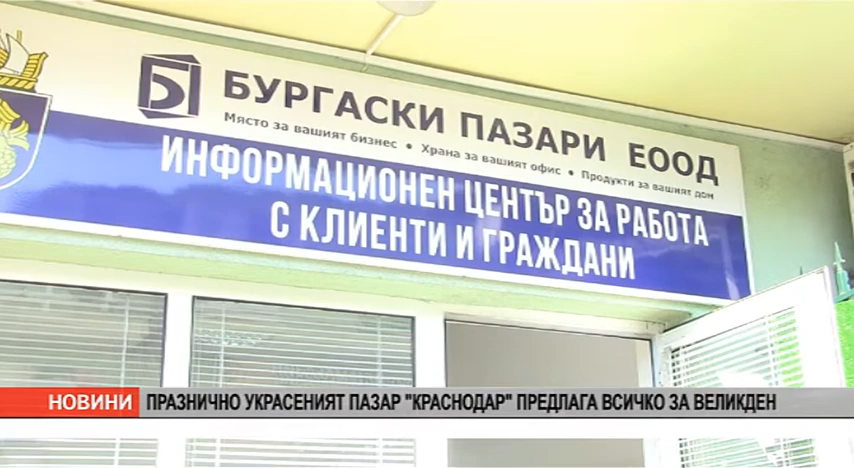 БУРГАСКИ ПАЗАРИ ЕООД
Място за вашият бизнес • Храна за вашият офис • Продукти за вашият дом
ИНФОРМАЦИОНЕН ЦЕНТЪР ЗА РАБОТА
С КЛИЕНТИ И ГРАЖДАНИ
НОВИНИ ПРАЗНИЧНО УКРАСЕНИЯТ ПАЗАР "КРАСНОДАР" ПРЕДЛАГА ВСИЧКО ЗА ВЕЛИКДЕН